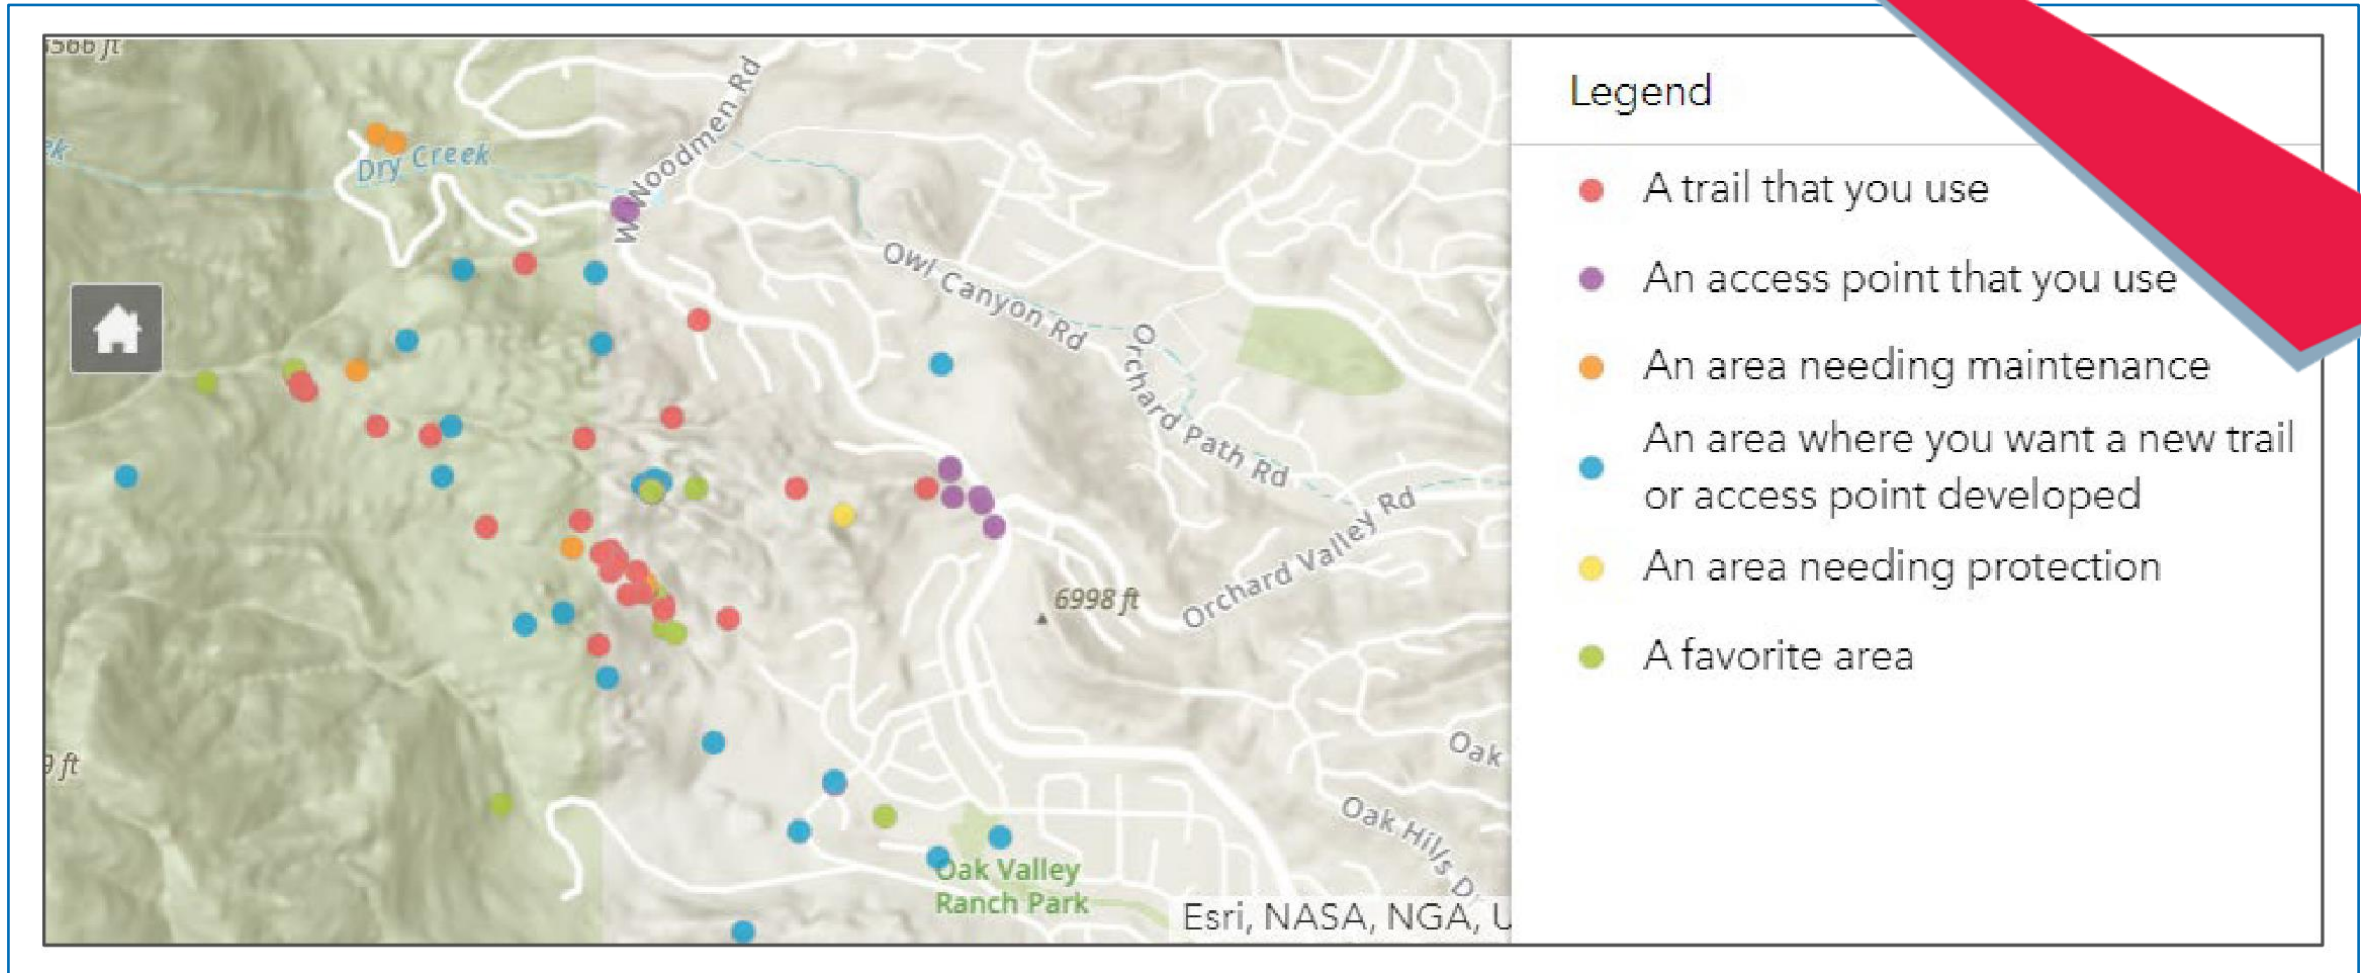 Dry Creek
W Woodmen Rd
Owl Canyon Rd
Orchard Path Rd
Orchard Valley Rd
6998 ft
Oak
Oak Hills Dr
Oak Valley
Ranch Park
Esri, NASA, NGA, U
Legend
A trail that you use
An access point that you use
An area needing maintenance
An area where you want a new trail
or access point developed
An area needing protection
A favorite area